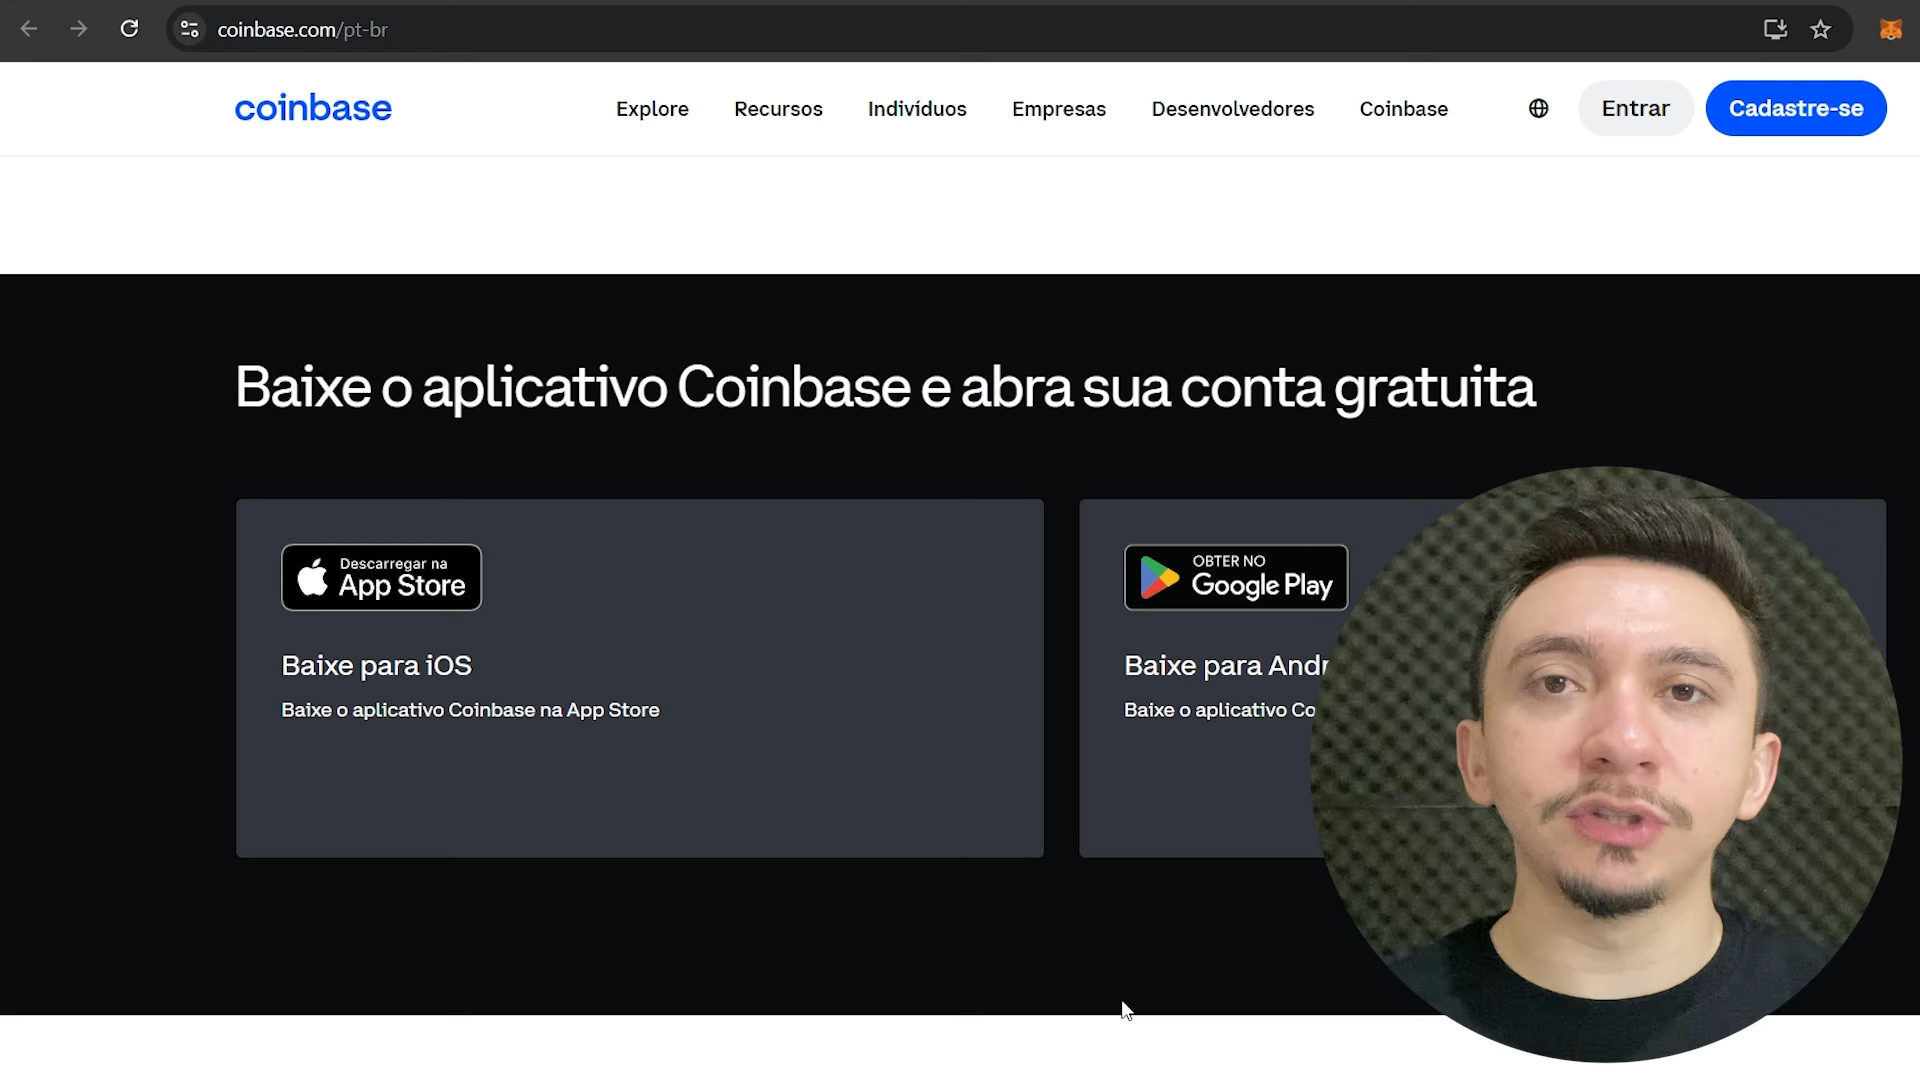 coinbase.com/pt-br
coinbase
Explore
Recursos
Indivíduos
Empresas
Desenvolvedores
Coinbase
Entrar
Cadastre-se
Baixe o aplicativo Coinbase e abra sua conta gratuita
Descarregar na
App Store
Baixe para iOS
Baixe o aplicativo Coinbase na App Store
OBTER NO
Google Play
Baixe para Andr
Baixe o aplicativo Co